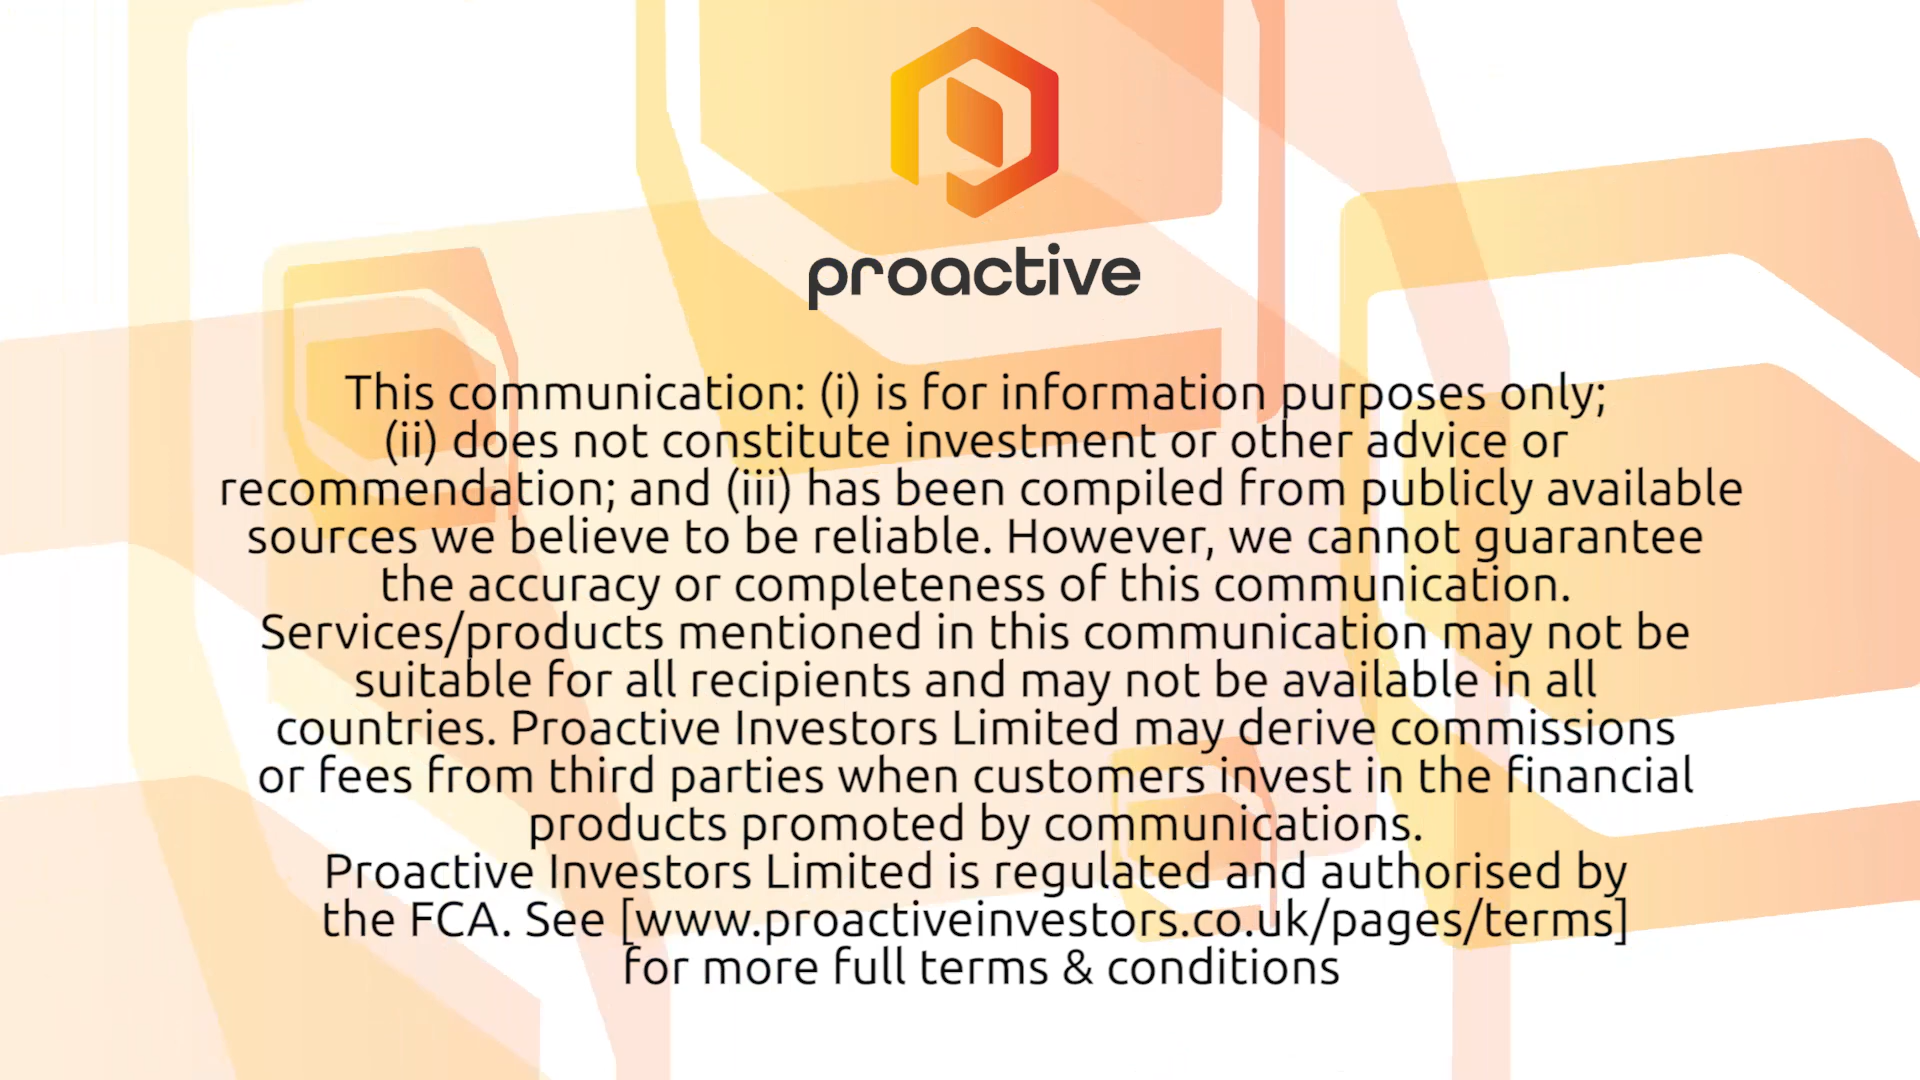 proactive
This communication: (i) is for information purposes only;
(ii) does not constitute investment or other advice or
recommendation; and (iii) has been compiled from publicly available
sources we believe to be reliable. However, we cannot guarantee
the accuracy or completeness of this communication.
Services/products mentioned in this communication may not be
suitable for all recipients and may not be available in all
countries. Proactive Investors Limited may derive commissions
or fees from third parties when customers invest in the financial
products promoted by communications.
Proactive Investors Limited is regulated and authorised by
the FCA. See [www.proactiveinvestors.co.uk/pages/terms]
for more full terms & conditions